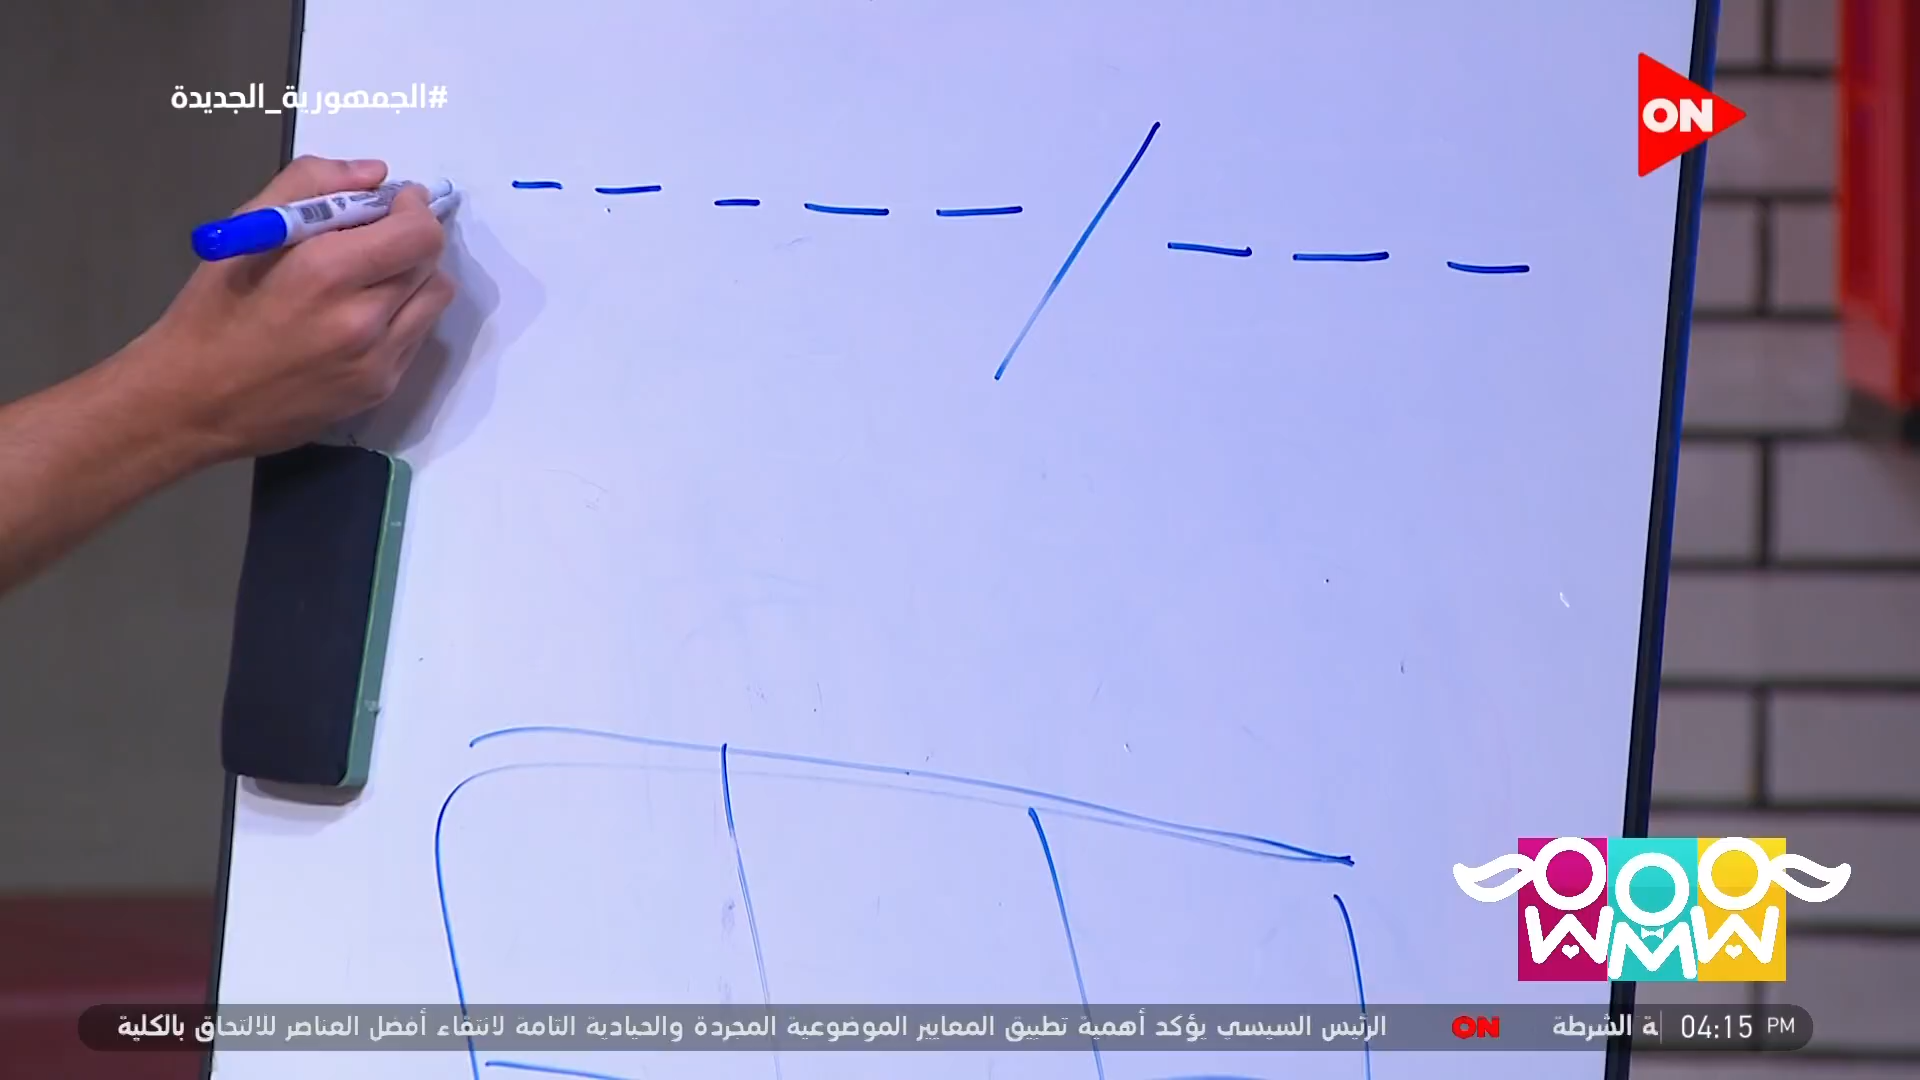 #الجمهورية_الجديدة
ON
WMW
ة الشرطة ON الرئيس السيسي يؤكد أهمية تطبيق المعايير الموضوعية المجردة والحيادية التامة لانتقاء أفضل العناصر للالتحاق بالكلية
04:15 PM